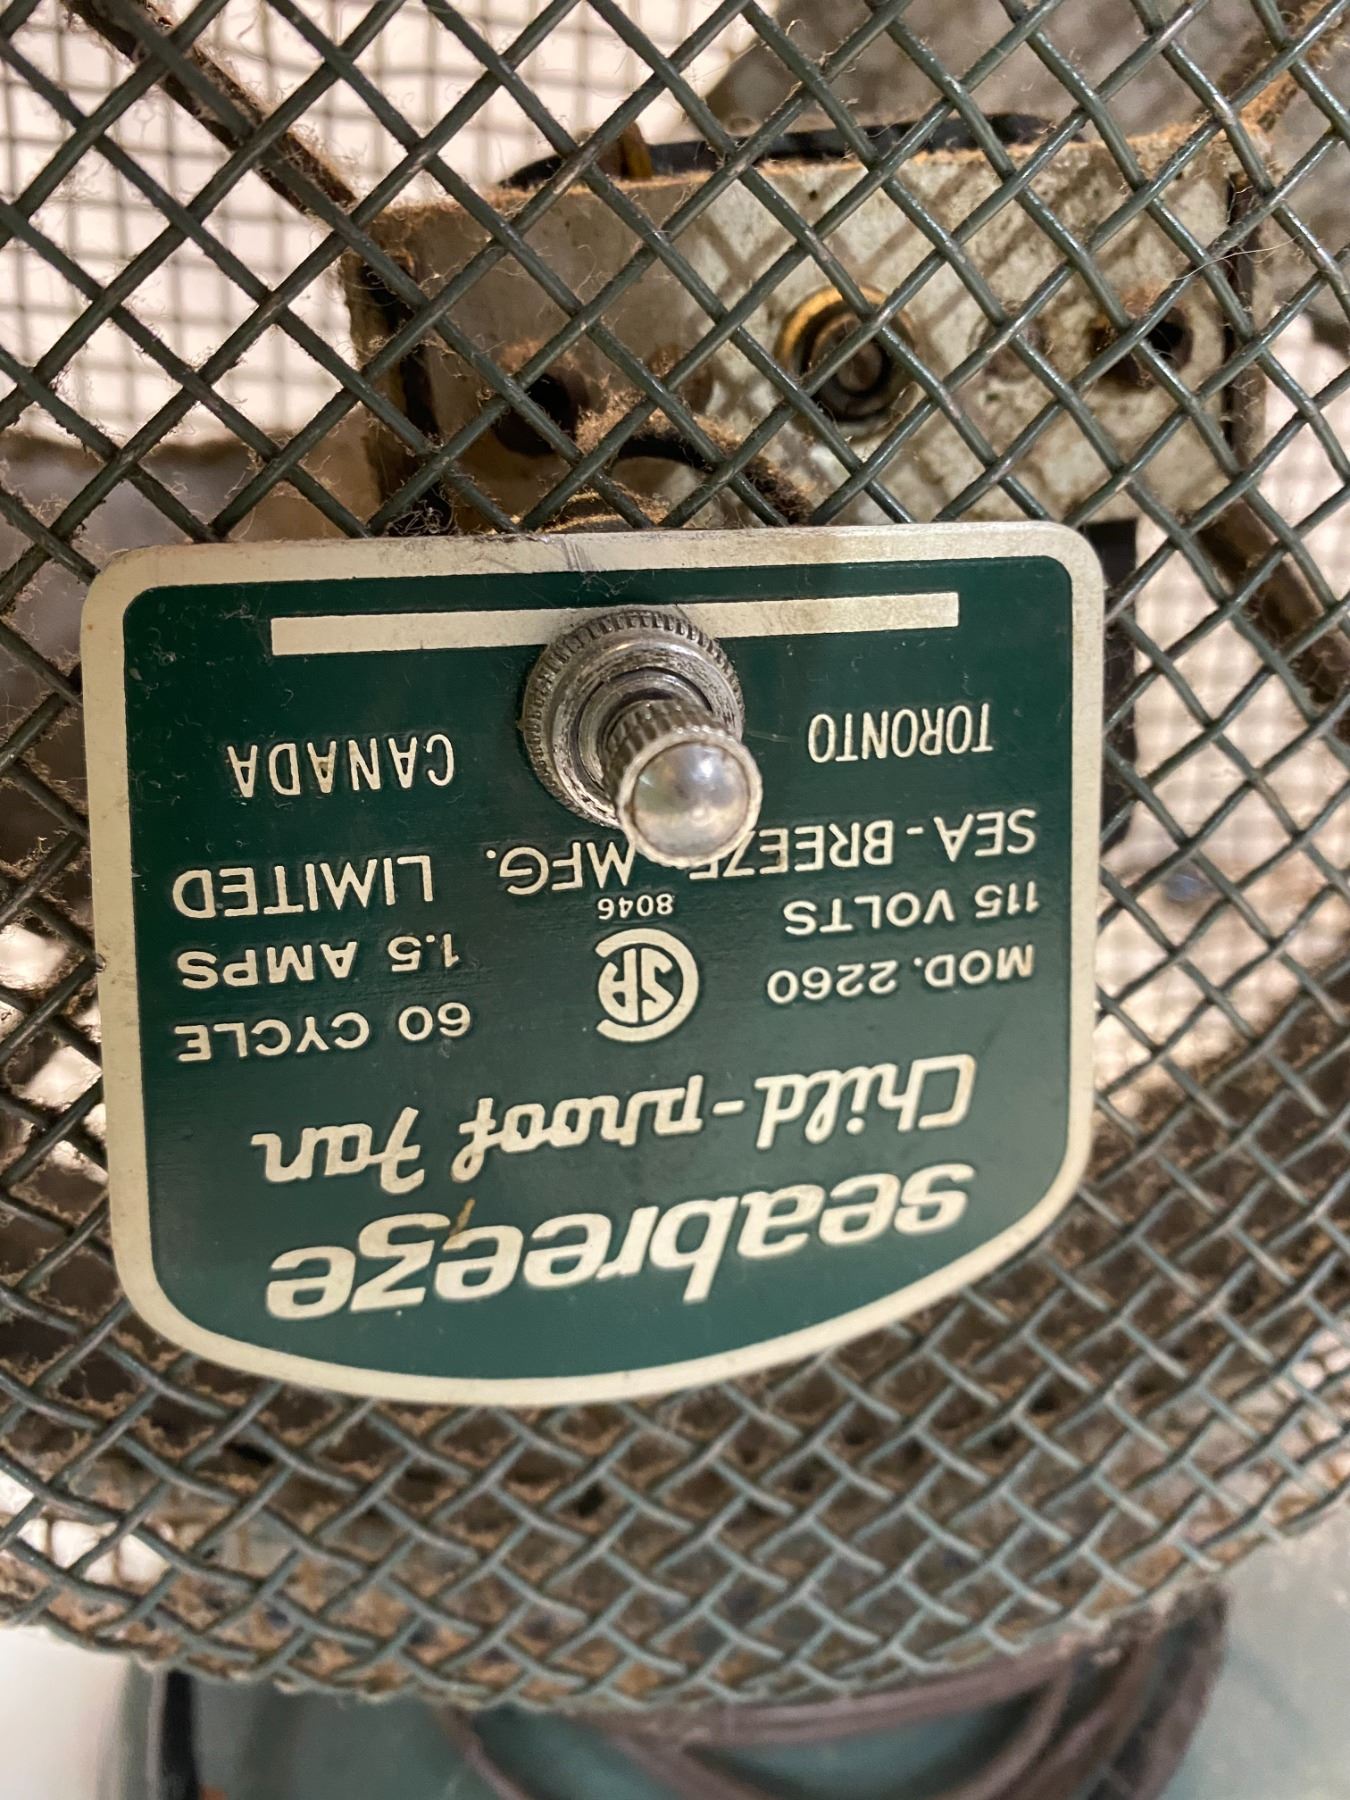 seabreeze
Child-proof Fan
MOD. 2260 SA 60 CYCLE
115 VOLTS 8046 1.5 AMPS
SEA-BREEZE MFG. LIMITED
TORONTO CANADA